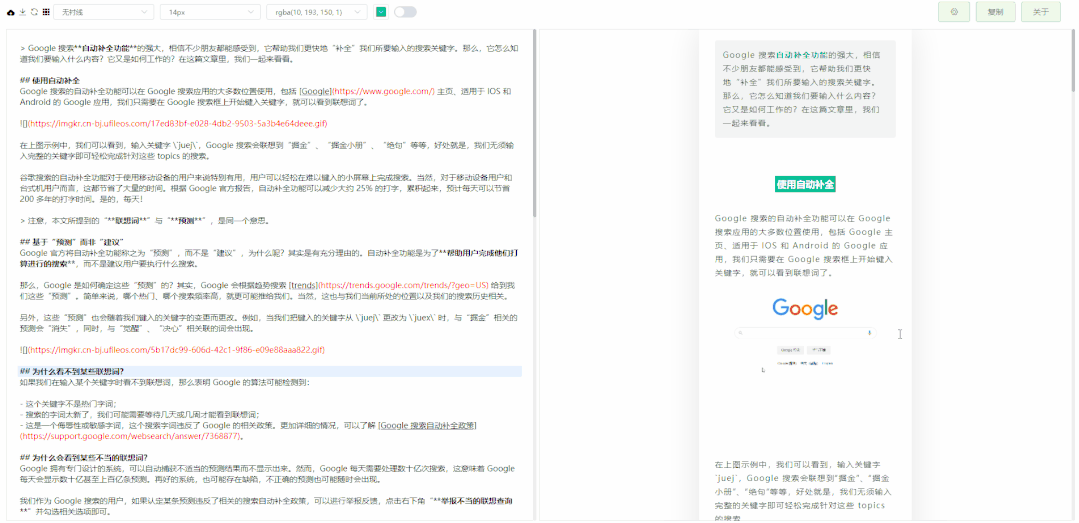 无衬线
14px
rgba(10, 193, 150, 1)
复制
关于
> Google 搜索**自动补全功能**的强大，相信不少朋友都能感受到，它帮助我们更快地“补全”我们所要输入的搜索关键字。那么，它怎么知
道我们要输入什么内容？它又是如何工作的？在这篇文章里，我们一起来看看。
## 使用自动补全
Google 搜索的自动补全功能可以在 Google 搜索应用的大多数位置使用，包括 [Google](https://www.google.com/) 主页、适用于 IOS 和
Android 的 Google 应用，我们只需要在 Google 搜索框上开始键入关键字，就可以看到联想词了。
![](https://imgkr.cn-bj.ufileos.com/17ed83bf-e028-4db2-9503-5a3b4e64deee.gif)
在上图示例中，我们可以看到，输入关键字 \`juej\`，Google 搜索会联想到“掘金”、“掘金小册”、“绝句”等等，好处就是，我们无须输
入完整的关键字即可轻松完成针对这些 topics 的搜索。
谷歌搜索的自动补全功能对于使用移动设备的用户来说特别有用，用户可以轻松在难以键入的小屏幕上完成搜索。当然，对于移动设备用户和
台式机用户而言，这都节省了大量的时间。根据 Google 官方报告，自动补全功能可以减少大约 25% 的打字，累积起来，预计每天可以节省
200 多年的打字时间。是的，每天！
> 注意，本文所提到的“**联想词**”与“**预测**”，是同一个意思。
## 基于“预测”而非“建议”
Google 官方将自动补全功能称之为“预测”，而不是“建议”，为什么呢？其实是有充分理由的。自动补全功能是为了**帮助用户完成他们打
算进行的搜索**，而不是建议用户要执行什么搜索。
那么，Google 是如何确定这些“预测”的？其实，Google 会根据趋势搜索 [trends](https://trends.google.com/trends/?geo=US) 给到我
们这些“预测”。简单来说，哪个热门、哪个搜索频率高，就更可能推给我们。当然，这也与我们当前所处的位置以及我们的搜索历史相关。
另外，这些“预测”也会随着我们键入的关键字的变更而更改。例如，当我们把键入的关键字从 \`juej\` 更改为 \`juex\` 时，与“掘金”相关的
预测会“消失”，同时，与“觉醒”、“决心”相关联的词会出现。
![](https://imgkr.cn-bj.ufileos.com/5b17dc99-606d-42c1-9f86-e09e88aaa822.gif)
## 为什么看不到某些联想词？
如果我们在输入某个关键字时看不到联想词，那么表明 Google 的算法可能检测到：
- 这个关键字不是热门字词；
- 搜索的字词太新了，我们可能需要等待几天或几周才能看到联想词；
- 这是一个侮辱性或敏感字词，这个搜索字词违反了 Google 的相关政策。更加详细的情况，可以了解 [Google 搜索自动补全政策]
(https://support.google.com/websearch/answer/7368877)。
## 为什么会看到某些不当的联想词？
Google 拥有专门设计的系统，可以自动捕获不适当的预测结果而不显示出来。然而，Google 每天需要处理数十亿次搜索，这意味着 Google
每天会显示数十亿甚至上百亿条预测。再好的系统，也可能存在缺陷，不正确的预测也可能随时会出现。
我们作为 Google 搜索的用户，如果认定某条预测违反了相关的搜索自动补全政策，可以进行举报反馈，点击右下角“**举报不当的联想查询
**”并勾选相关选项即可。
Google 搜索自动补全功能的强大，相信
不少朋友都能感受到，它帮助我们更快
地“补全”我们所要输入的搜索关键字。
那么，它怎么知道我们要输入什么内容？
它又是如何工作的？在这篇文章里，我们
一起来看看。
使用自动补全
Google 搜索的自动补全功能可以在 Google
搜索应用的大多数位置使用，包括 Google 主
页、适用于 IOS 和 Android 的 Google 应
用，我们只需要在 Google 搜索框上开始键入
关键字，就可以看到联想词了。
Google
在上图示例中，我们可以看到，输入关键字
`juej`，Google 搜索会联想到“掘金”、“掘金
小册”、“绝句”等等，好处就是，我们无须输入
完整的关键字即可轻松完成针对这些 topics
的搜索。